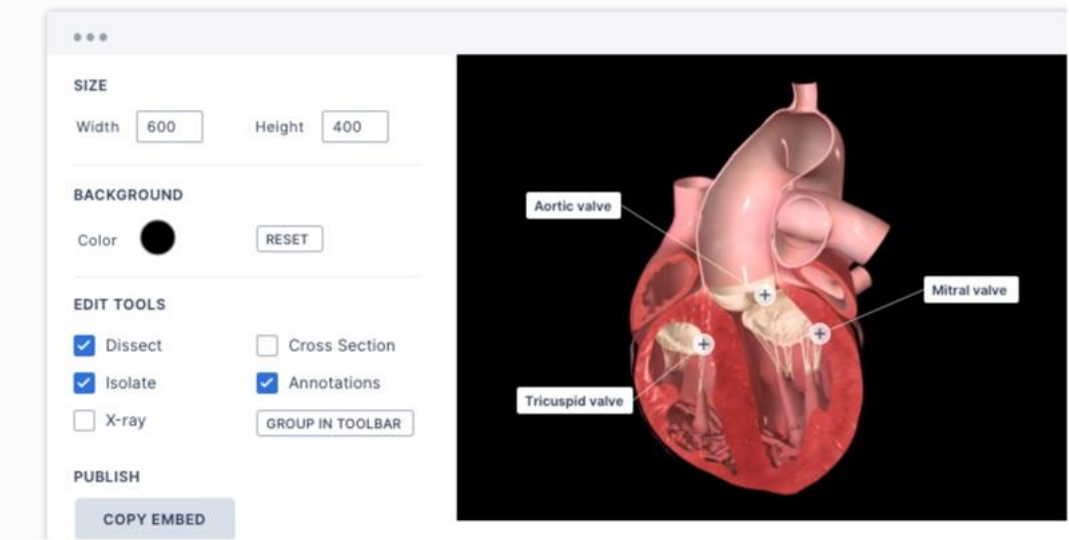 SIZE
Width 600 Height 400
BACKGROUND
Color RESET
EDIT TOOLS
Dissect Cross Section
Isolate Annotations
X-ray GROUP IN TOOLBAR
PUBLISH
COPY EMBED
Aortic valve
Mitral valve
Tricuspid valve